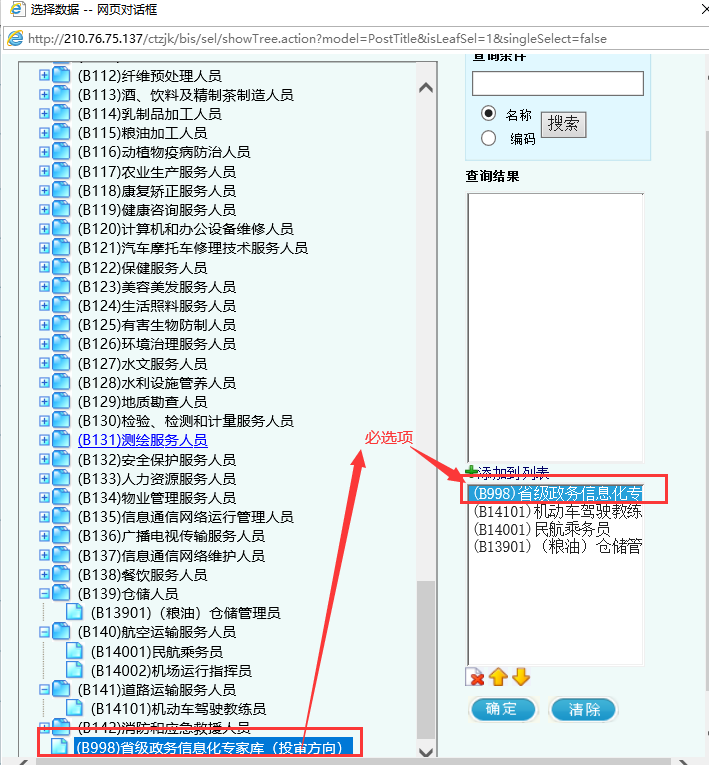 选择数据 -- 网页对话框
http://210.76.75.137/ctzjk/bis/sel/showTree.action?model=PostTitle&isLeafSel=1&singleSelect=false
(B112)纤维预处理人员
(B113)酒、饮料及精制茶制造人员
(B114)乳制品加工人员
(B115)粮油加工人员
(B116)动植物疫病防治人员
(B117)农业生产服务人员
(B118)康复矫正服务人员
(B119)健康咨询服务人员
(B120)计算机和办公设备维修人员
(B121)汽车摩托车修理技术服务人员
(B122)保健服务人员
(B123)美容美发服务人员
(B124)生活照料服务人员
(B125)有害生物防制人员
(B126)环境治理服务人员
(B127)水文服务人员
(B128)水利设施管养人员
(B129)地质勘查人员
(B130)检验、检测和计量服务人员
(B131)测绘服务人员
(B132)安全保护服务人员
(B133)人力资源服务人员
(B134)物业管理服务人员
(B135)信息通信网络运行管理人员
(B136)广播电视传输服务人员
(B137)信息通信网络维护人员
(B138)餐饮服务人员
(B139)仓储人员
(B13901)（粮油）仓储管理员
(B140)航空运输服务人员
(B14001)民航乘务员
(B14002)机场运行指挥员
(B141)道路运输服务人员
(B14101)机动车驾驶教练员
(B142)消防和应急救援人员
(B998)省级政务信息化专家库（投审方向）
查询条件
名称
编码
搜索
查询结果
必选项
添加到列表
(B998)省级政务信息化专
(B14101)机动车驾驶教练
(B14001)民航乘务员
(B13901)（粮油）仓储管
确定
清除